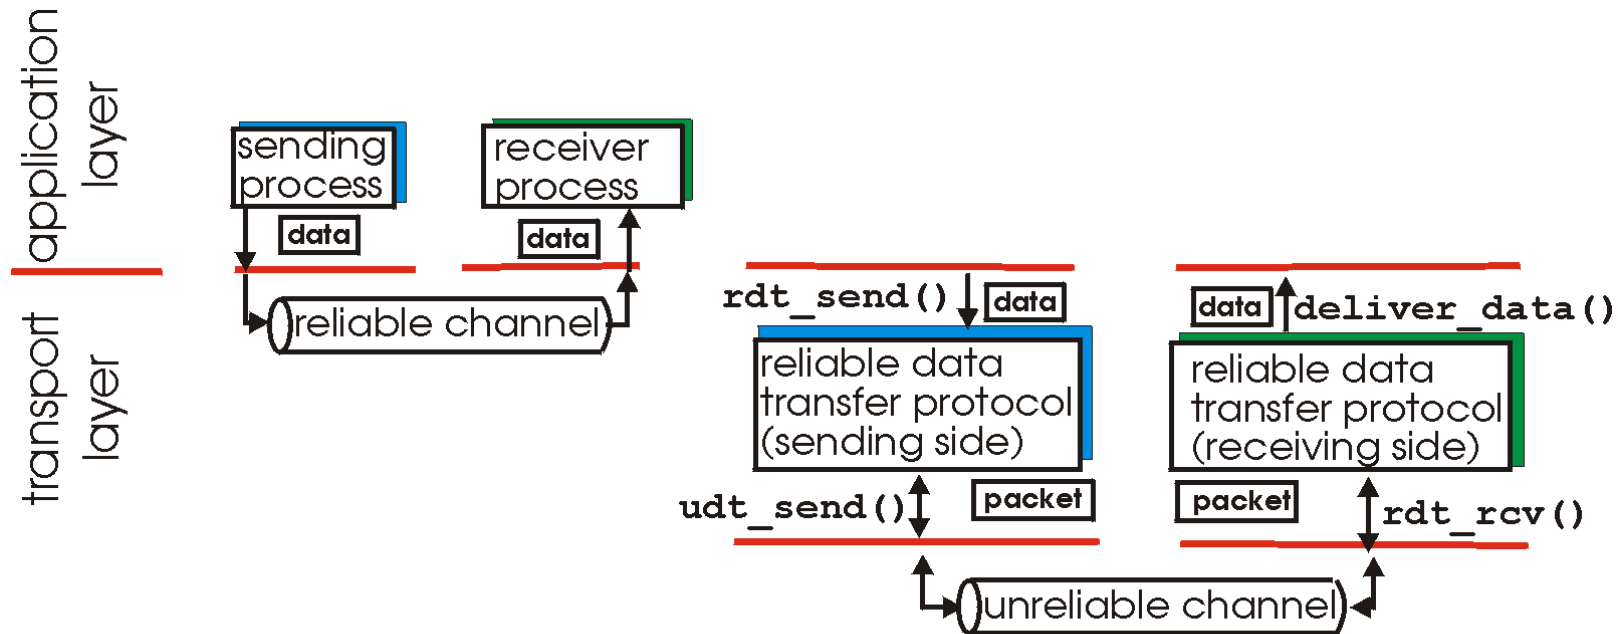 application
layer
transport
layer
sending
process
data
receiver
process
data
reliable channel
rdt_send()
data
reliable data
transfer protocol
(sending side)
udt_send()
packet
data
deliver_data()
reliable data
transfer protocol
(receiving side)
packet
rdt_rcv()
unreliable channel